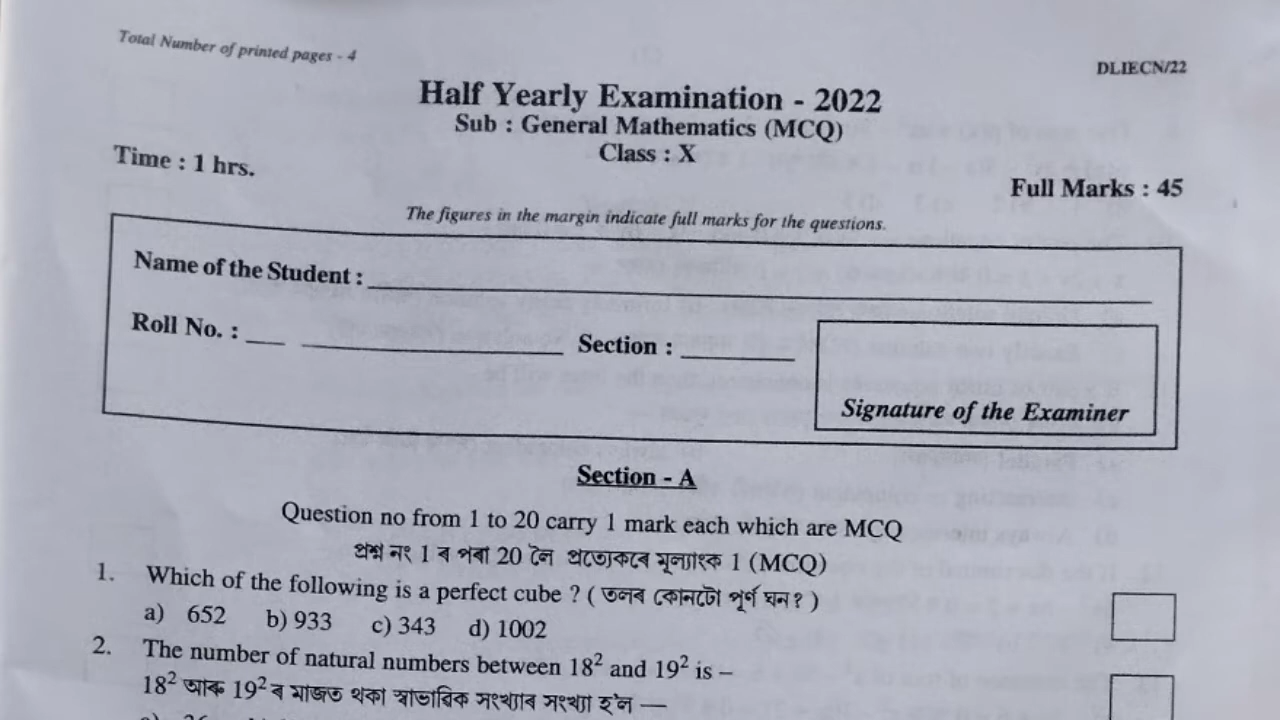 Total Number of printed pages - 4
DLIECN/22
Half Yearly Examination - 2022
Sub : General Mathematics (MCQ)
Class : X
Time : 1 hrs.
Full Marks : 45
The figures in the margin indicate full marks for the questions.
Name of the Student :
Roll No. :
Section :
Signature of the Examiner
Section - A
Question no from 1 to 20 carry 1 mark each which are MCQ
প্ৰশ্ন নং 1 ৰ পৰা 20 লৈ প্ৰত্যেকৰে মূল্যাংক 1 (MCQ)
1. Which of the following is a perfect cube ? ( তলৰ কোনটো পূৰ্ণ ঘন? )
a) 652 b) 933 c) 343 d) 1002
2. The number of natural numbers between 18² and 19² is –
18² আৰু 19² ৰ মাজত থকা স্বাভাৱিক সংখ্যাৰ সংখ্যা হ'ল —